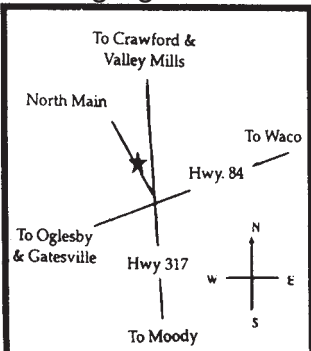 To Crawford &
Valley Mills
North Main
To Waco
Hwy. 84
To Oglesby
& Gatesville
Hwy 317
N
W
E
S
To Moody